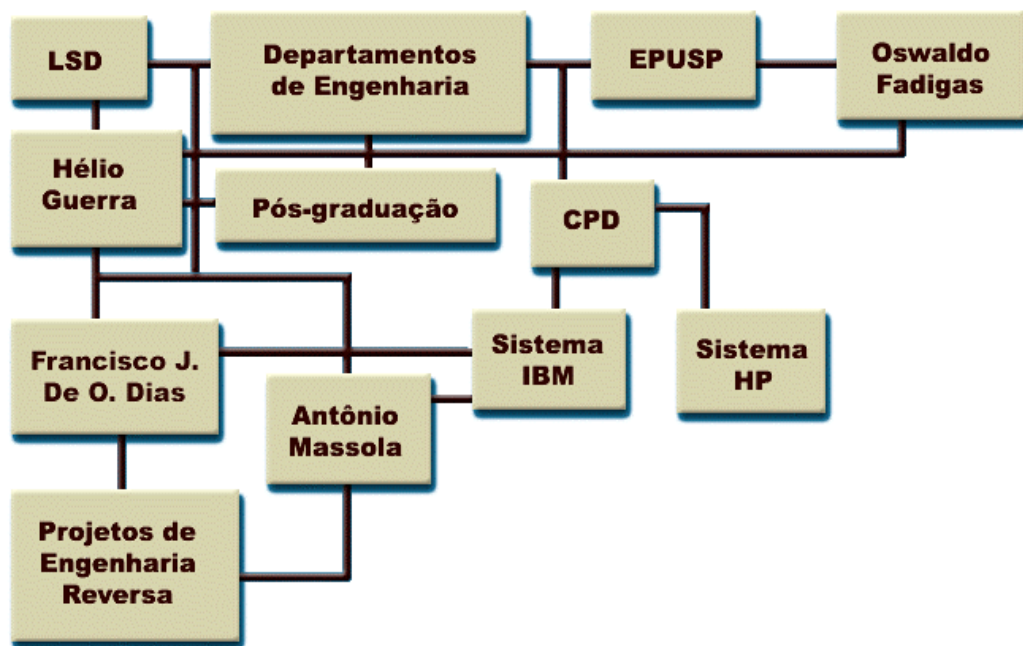 LSD
Departamentos
de Engenharia
EPUSP
Oswaldo
Fadigas
Hélio
Guerra
Pós-graduação
CPD
Francisco J.
De O. Dias
Antônio
Massola
Sistema
IBM
Sistema
HP
Projetos de
Engenharia
Reversa